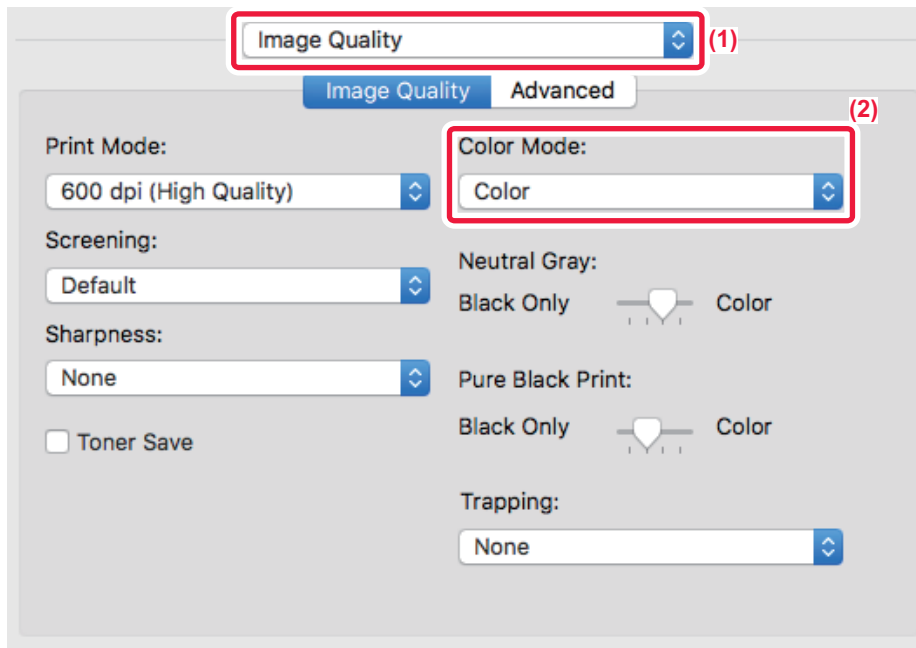 Image Quality
(1)
Image Quality
Advanced
(2)
Print Mode:
600 dpi (High Quality)
Screening:
Default
Sharpness:
None
Toner Save
Color Mode:
Color
Neutral Gray:
Black Only Color
Pure Black Print:
Black Only Color
Trapping:
None